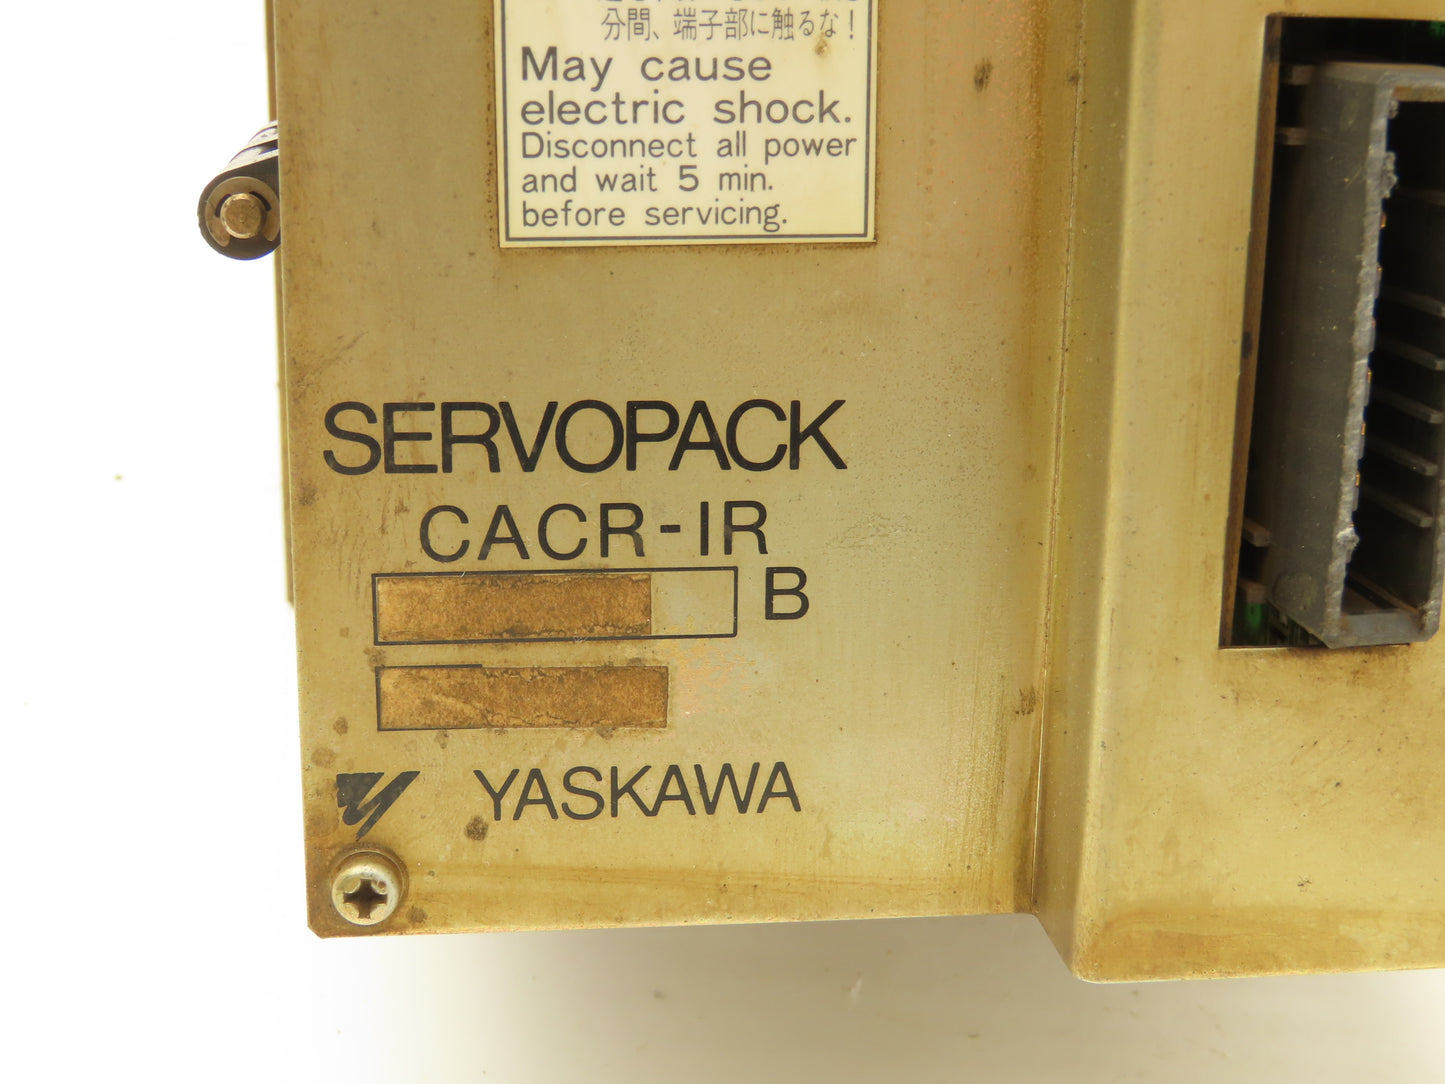 分間、端子部に触るな!
May cause
electric shock.
Disconnect all power
and wait 5 min.
before servicing.
SERVOPACK
CACR-IR
B
YASKAWA